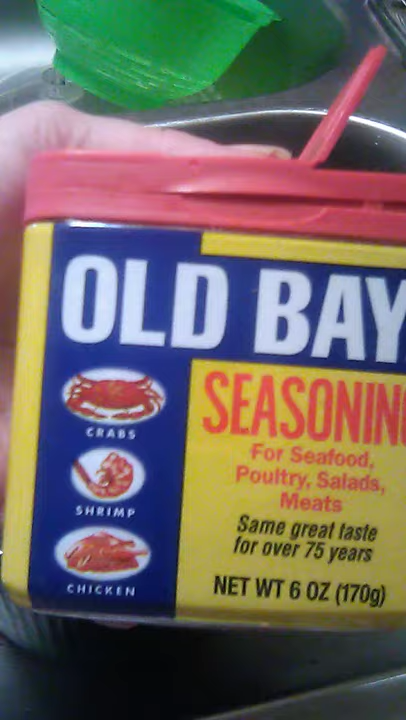 OLD BAY
SEASONING
For Seafood,
Poultry, Salads,
Meats
Same great taste
for over 75 years
NET WT 6 OZ (170g)
CRABS
SHRIMP
CHICKEN